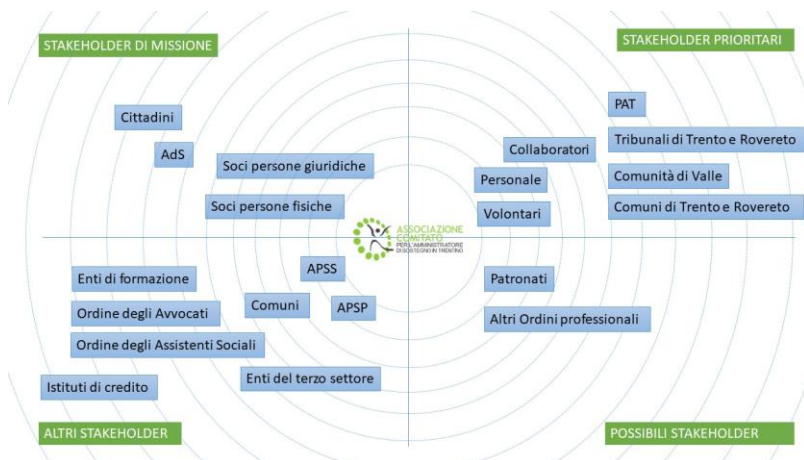 STAKEHOLDER DI MISSIONE
STAKEHOLDER PRIORITARI
Cittadini
AdS
Soci persone giuridiche
Soci persone fisiche
PAT
Collaboratori
Tribunali di Trento e Rovereto
Personale
Comunità di Valle
Volontari
Comuni di Trento e Rovereto
ASSOCIAZIONE
COMITATO
PER L'AMMINISTRATORE
DI SOSTEGNO IN TRENTINO
Enti di formazione
APSS
Comuni
APSP
Ordine degli Avvocati
Ordine degli Assistenti Sociali
Istituti di credito
Enti del terzo settore
Patronati
Altri Ordini professionali
ALTRI STAKEHOLDER
POSSIBILI STAKEHOLDER